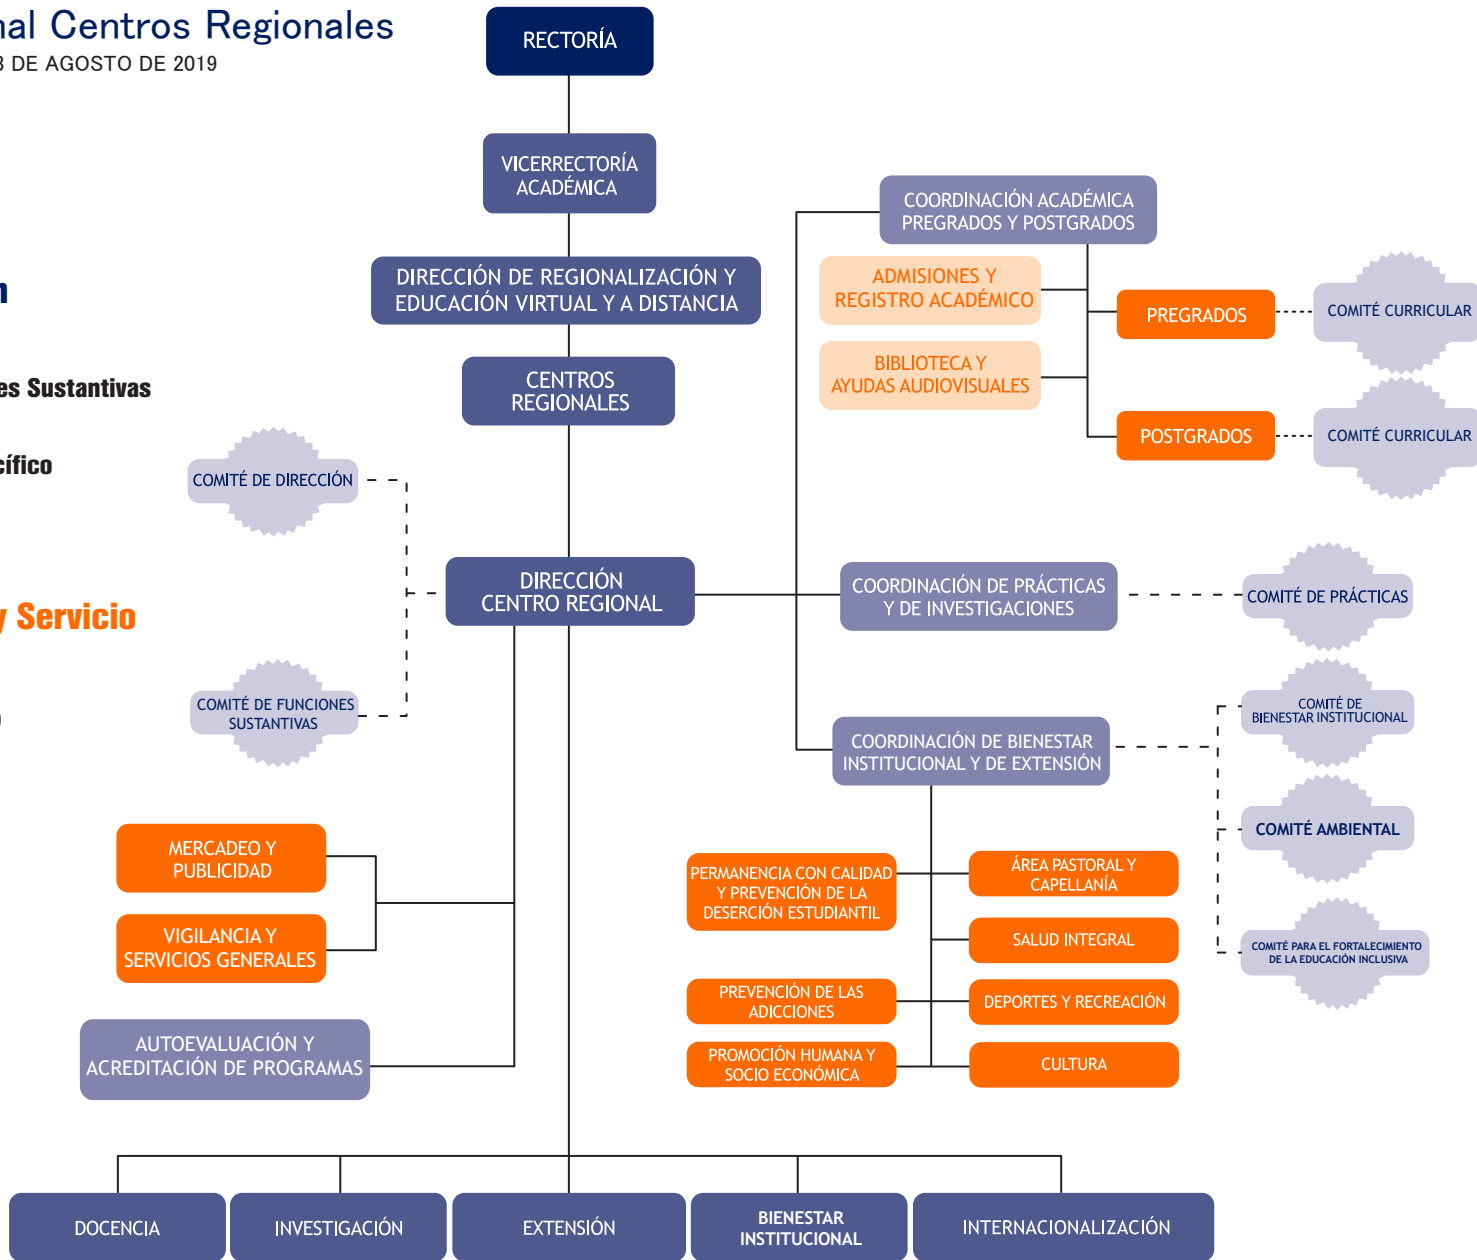 nal Centros Regionales
DE AGOSTO DE 2019
RECTORÍA
VICERRECTORÍA
ACADÉMICA
DIRECCIÓN DE REGIONALIZACIÓN Y
EDUCACIÓN VIRTUAL Y A DISTANCIA
CENTROS
REGIONALES
es Sustantivas
cífico
y Servicio
COMITÉ DE DIRECCIÓN
DIRECCIÓN
CENTRO REGIONAL
COMITÉ DE FUNCIONES
SUSTANTIVAS
COORDINACIÓN ACADÉMICA
PREGRADOS Y POSTGRADOS
ADMISIONES Y
REGISTRO ACADÉMICO
BIBLIOTECA Y
AYUDAS AUDIOVISUALES
PREGRADOS
COMITÉ CURRICULAR
POSTGRADOS
COMITÉ CURRICULAR
COORDINACIÓN DE PRÁCTICAS
Y DE INVESTIGACIONES
COMITÉ DE PRÁCTICAS
COORDINACIÓN DE BIENESTAR
INSTITUCIONAL Y DE EXTENSIÓN
COMITÉ DE
BIENESTAR INSTITUCIONAL
COMITÉ AMBIENTAL
COMITÉ PARA EL FORTALECIMIENTO
DE LA EDUCACIÓN INCLUSIVA
MERCADEO Y
PUBLICIDAD
VIGILANCIA Y
SERVICIOS GENERALES
AUTOEVALUACIÓN Y
ACREDITACIÓN DE PROGRAMAS
PERMANENCIA CON CALIDAD
Y PREVENCIÓN DE LA
DESERCIÓN ESTUDIANTIL
ÁREA PASTORAL Y
CAPELLANÍA
SALUD INTEGRAL
PREVENCIÓN DE LAS
ADICCIONES
DEPORTES Y RECREACIÓN
PROMOCIÓN HUMANA Y
SOCIO ECONÓMICA
CULTURA
DOCENCIA
INVESTIGACIÓN
EXTENSIÓN
BIENESTAR
INSTITUCIONAL
INTERNACIONALIZACIÓN